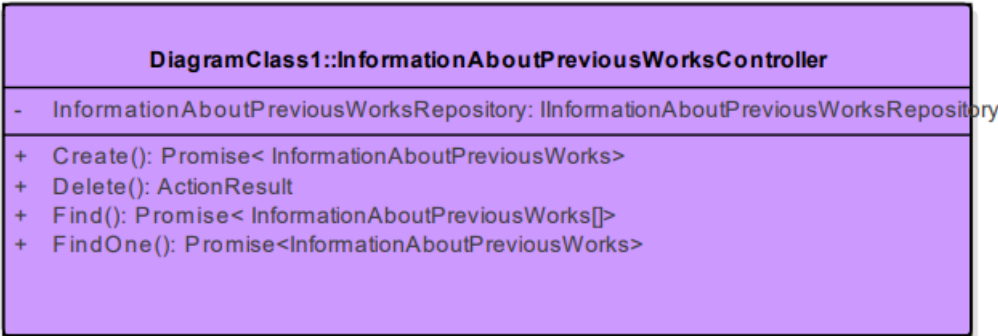 DiagramClass1::InformationAboutPreviousWorksController
- InformationAboutPreviousWorksRepository: IInformationAboutPreviousWorksRepository
+ Create(): Promise< InformationAboutPreviousWorks>
+ Delete(): ActionResult
+ Find(): Promise< InformationAboutPreviousWorks[]>
+ FindOne(): Promise<InformationAboutPreviousWorks>